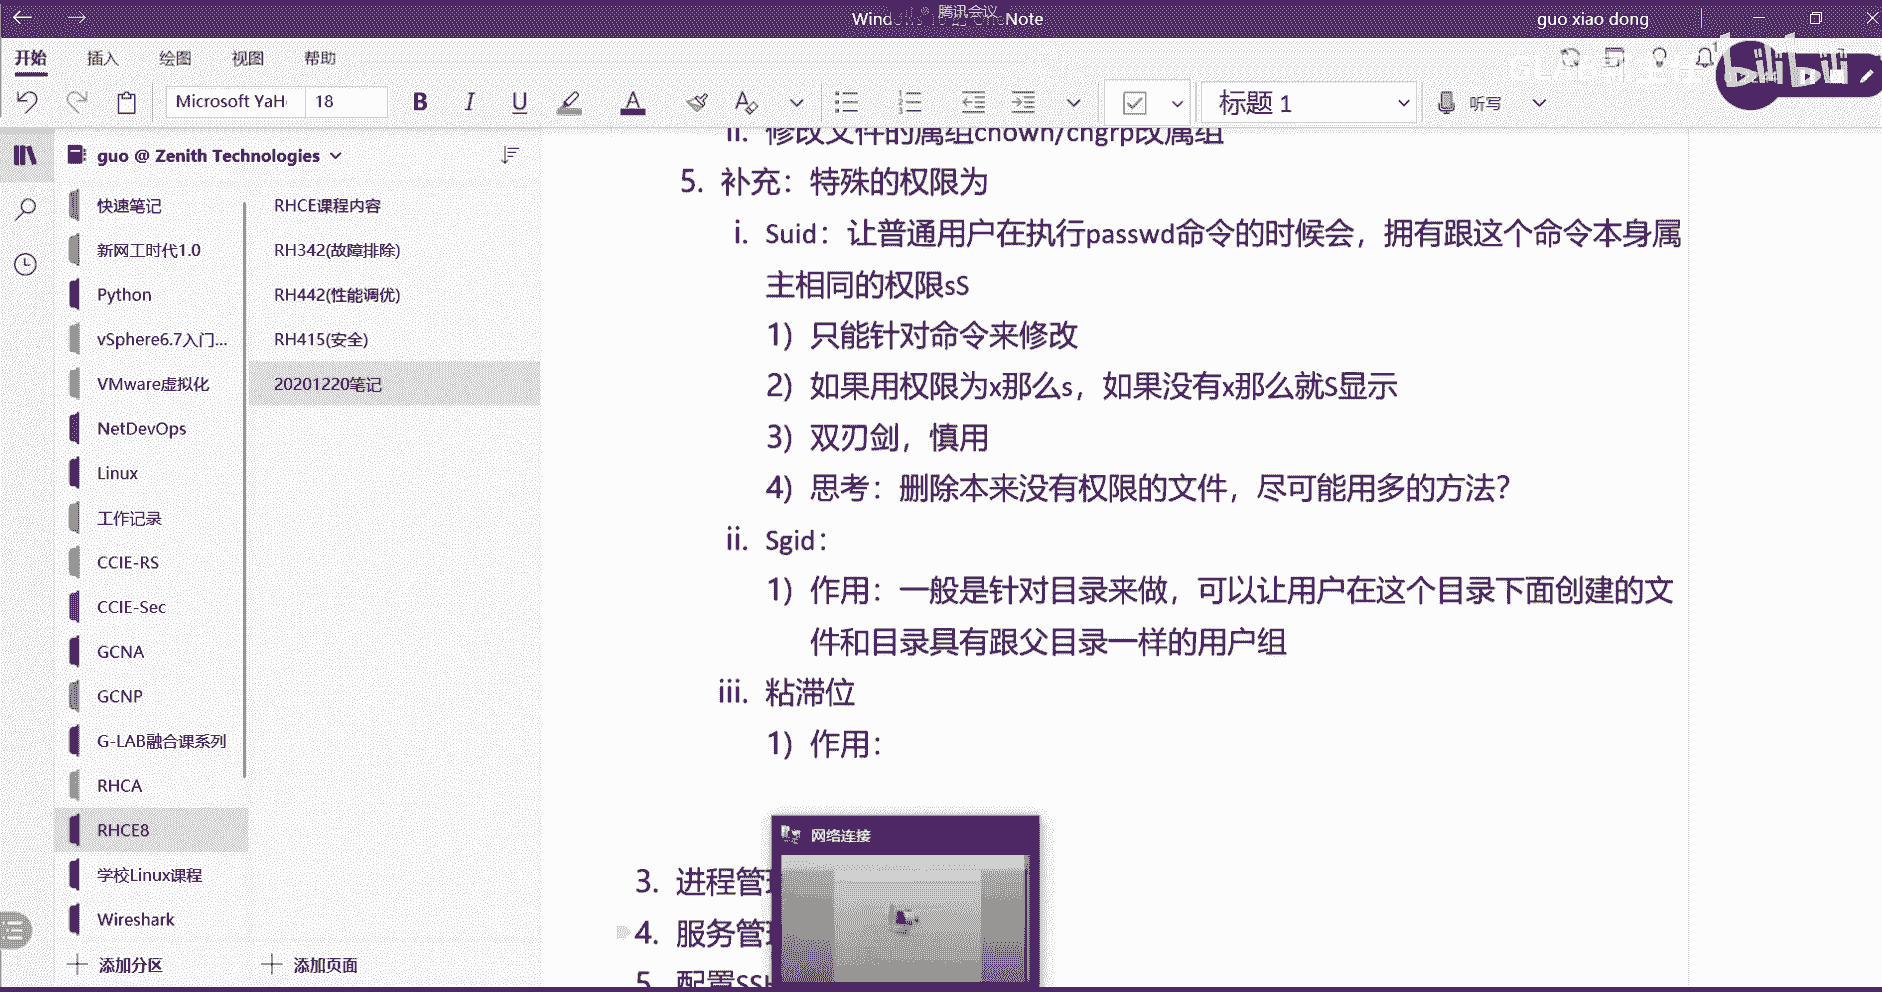 腾讯会议
Note
guo xiao dong
开始 插入 绘图 视图 帮助
bilibili
Microsoft YaH 18 B I U A 标题 1 听写
guo @ Zenith Technologies
快速笔记
新网工时代1.0
Python
vSphere6.7入门...
VMware虚拟化
NetDevOps
Linux
工作记录
CCIE-RS
CCIE-Sec
GCNA
GCNP
G-LAB融合课系列
RHCA
RHCE8
学校Linux课程
Wireshark
添加分区
RHCE课程内容
RH342(故障排除)
RH442(性能调优)
RH415(安全)
20201220笔记
添加页面
ii. 修改文件的属组chown/chgrp改属组
5. 补充：特殊的权限为
i. Suid：让普通用户在执行passwd命令的时候会，拥有跟这个命令本身属
主相同的权限sS
1) 只能针对命令来修改
2) 如果用权限为x那么s，如果没有x那么就S显示
3) 双刃剑，慎用
4) 思考：删除本来没有权限的文件，尽可能用多的方法？
ii. Sgid：
1) 作用：一般是针对目录来做，可以让用户在这个目录下面创建的文
件和目录具有跟父目录一样的用户组
iii. 粘滞位
1) 作用：
网络连接
3. 进程管理
4. 服务管理
5. 配置SSH